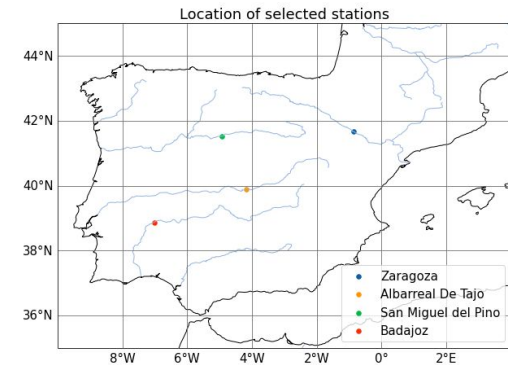 Location of selected stations
44°N
42°N
40°N
38°N
36°N
Zaragoza
Albarreal De Tajo
San Miguel del Pino
Badajoz
8°W 6°W 4°W 2°W 0° 2°E